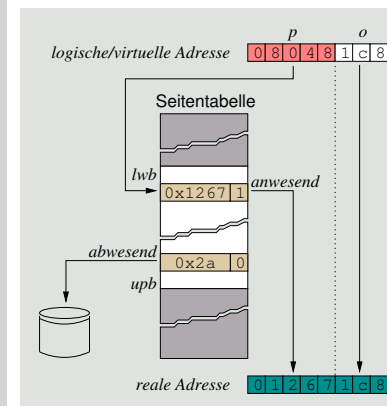 p o
logische/virtuelle Adresse 0 8 0 4 8 1 c 8
Seitentabelle
lwb
anwesend
0x1267 1
abwesend
0x2a 0
upb
reale Adresse 0 1 2 6 7 1 c 8